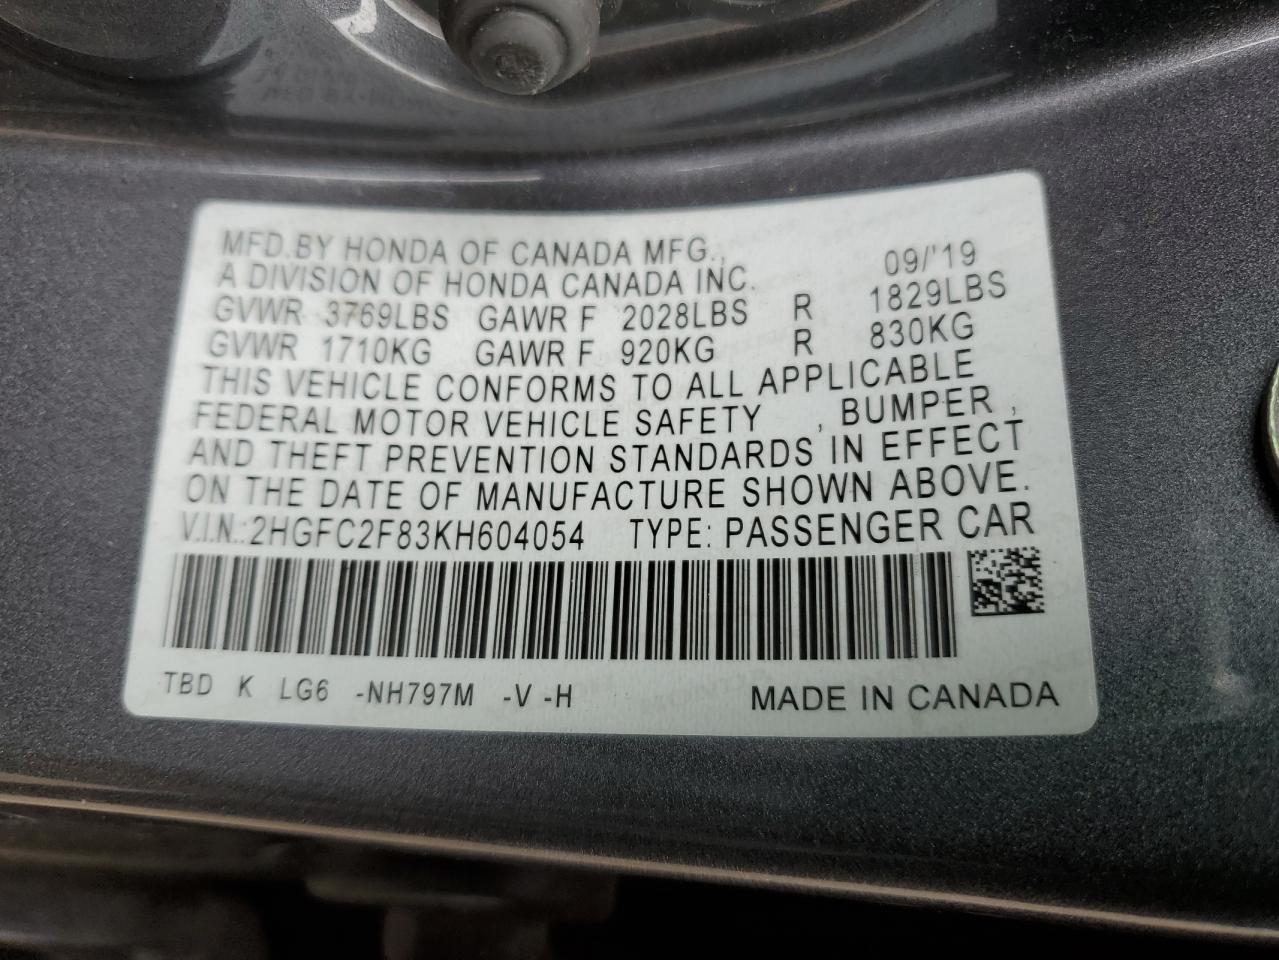 MFD.BY HONDA OF CANADA MFG., 09/'19
A DIVISION OF HONDA CANADA INC.
GVWR 3769LBS GAWR F 2028LBS R 1829LBS
GVWR 1710KG GAWR F 920KG R 830KG
THIS VEHICLE CONFORMS TO ALL APPLICABLE
FEDERAL MOTOR VEHICLE SAFETY , BUMPER ,
AND THEFT PREVENTION STANDARDS IN EFFECT
ON THE DATE OF MANUFACTURE SHOWN ABOVE.
V.I.N.:2HGFC2F83KH604054 TYPE: PASSENGER CAR
TBD K LG6 -NH797M -V -H MADE IN CANADA